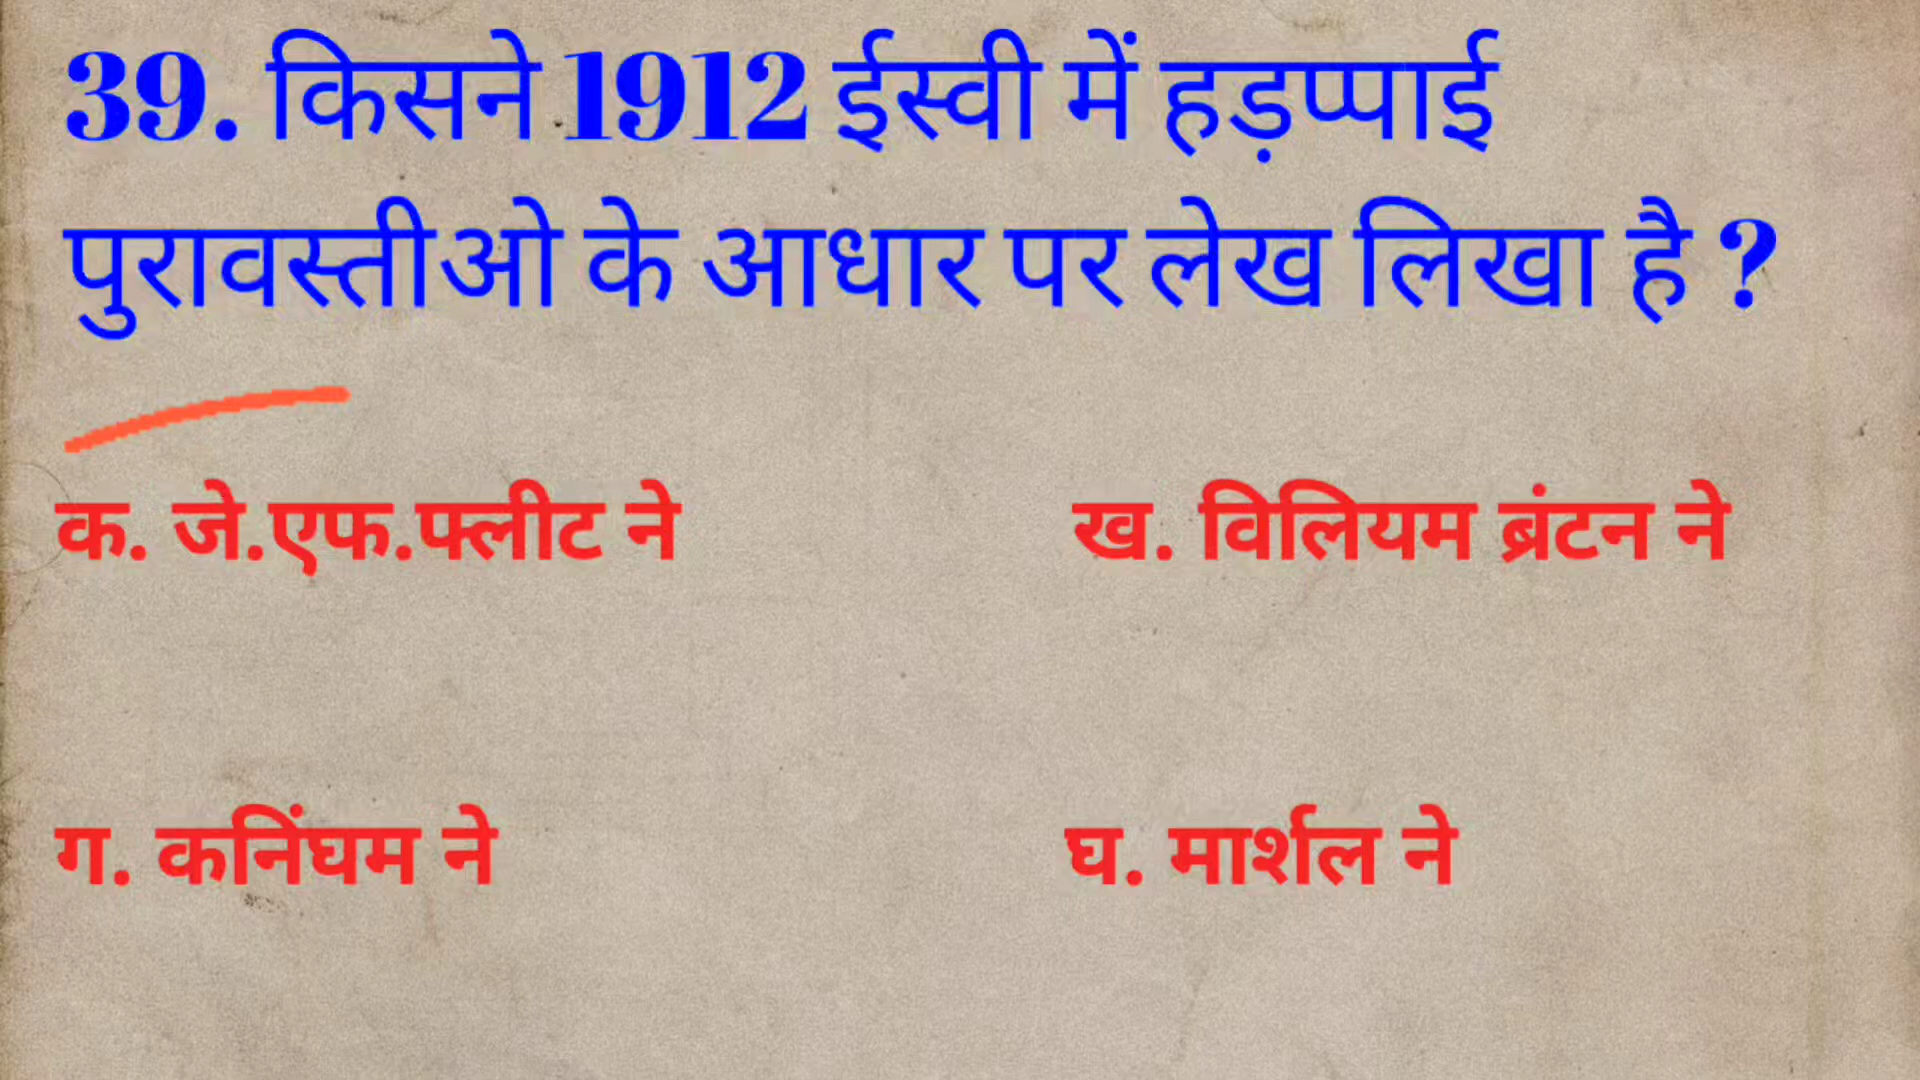 39. किसने 1912 ईस्वी में हड़प्पाई
पुरावस्तीओ के आधार पर लेख लिखा है ?
क. जे.एफ.फ्लीट ने
ख. विलियम ब्रंटन ने
ग. कनिंघम ने
घ. मार्शल ने